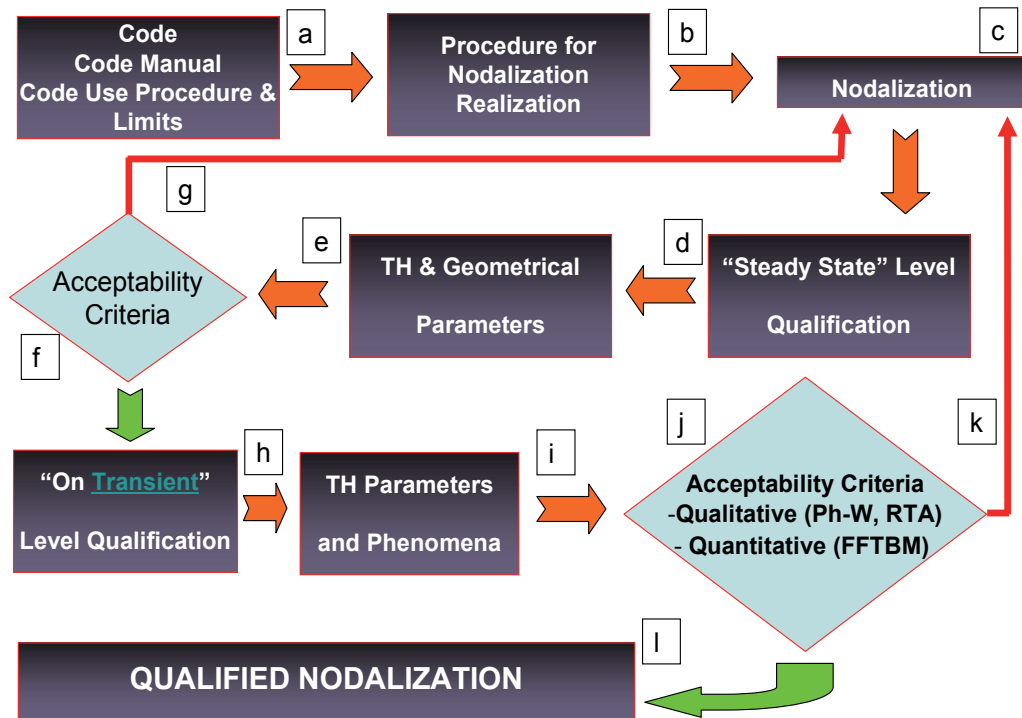 a
b
c
Code
Code Manual
Code Use Procedure &
Limits
Procedure for
Nodalization
Realization
Nodalization
g
e
d
Acceptability
Criteria
TH & Geometrical
Parameters
“Steady State” Level
Qualification
f
j
k
h
i
“On Transient”
Level Qualification
TH Parameters
and Phenomena
Acceptability Criteria
-Qualitative (Ph-W, RTA)
- Quantitative (FFTBM)
l
QUALIFIED NODALIZATION